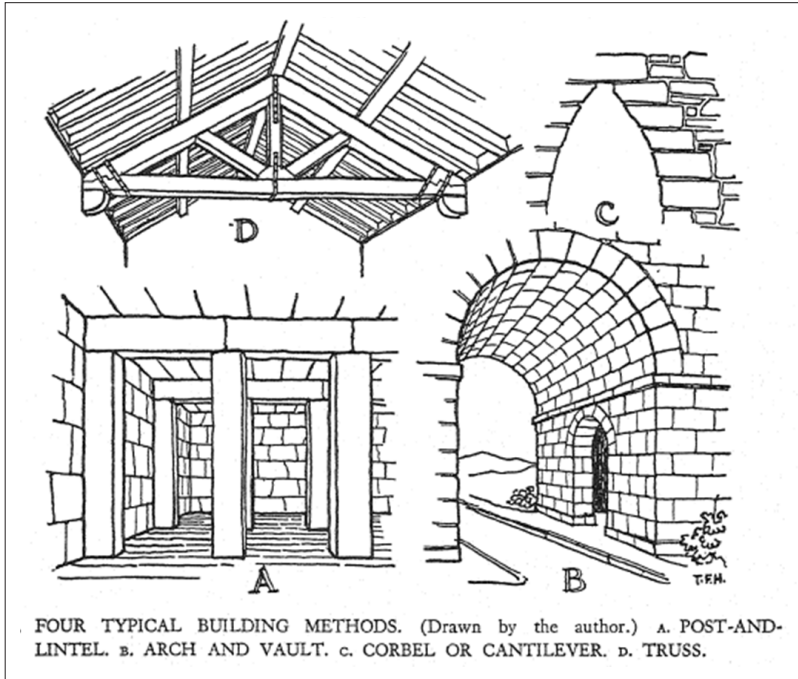 D
C
A
B
T.F.H.
FOUR TYPICAL BUILDING METHODS. (Drawn by the author.) A. POST-AND-
LINTEL. B. ARCH AND VAULT. C. CORBEL OR CANTILEVER. D. TRUSS.